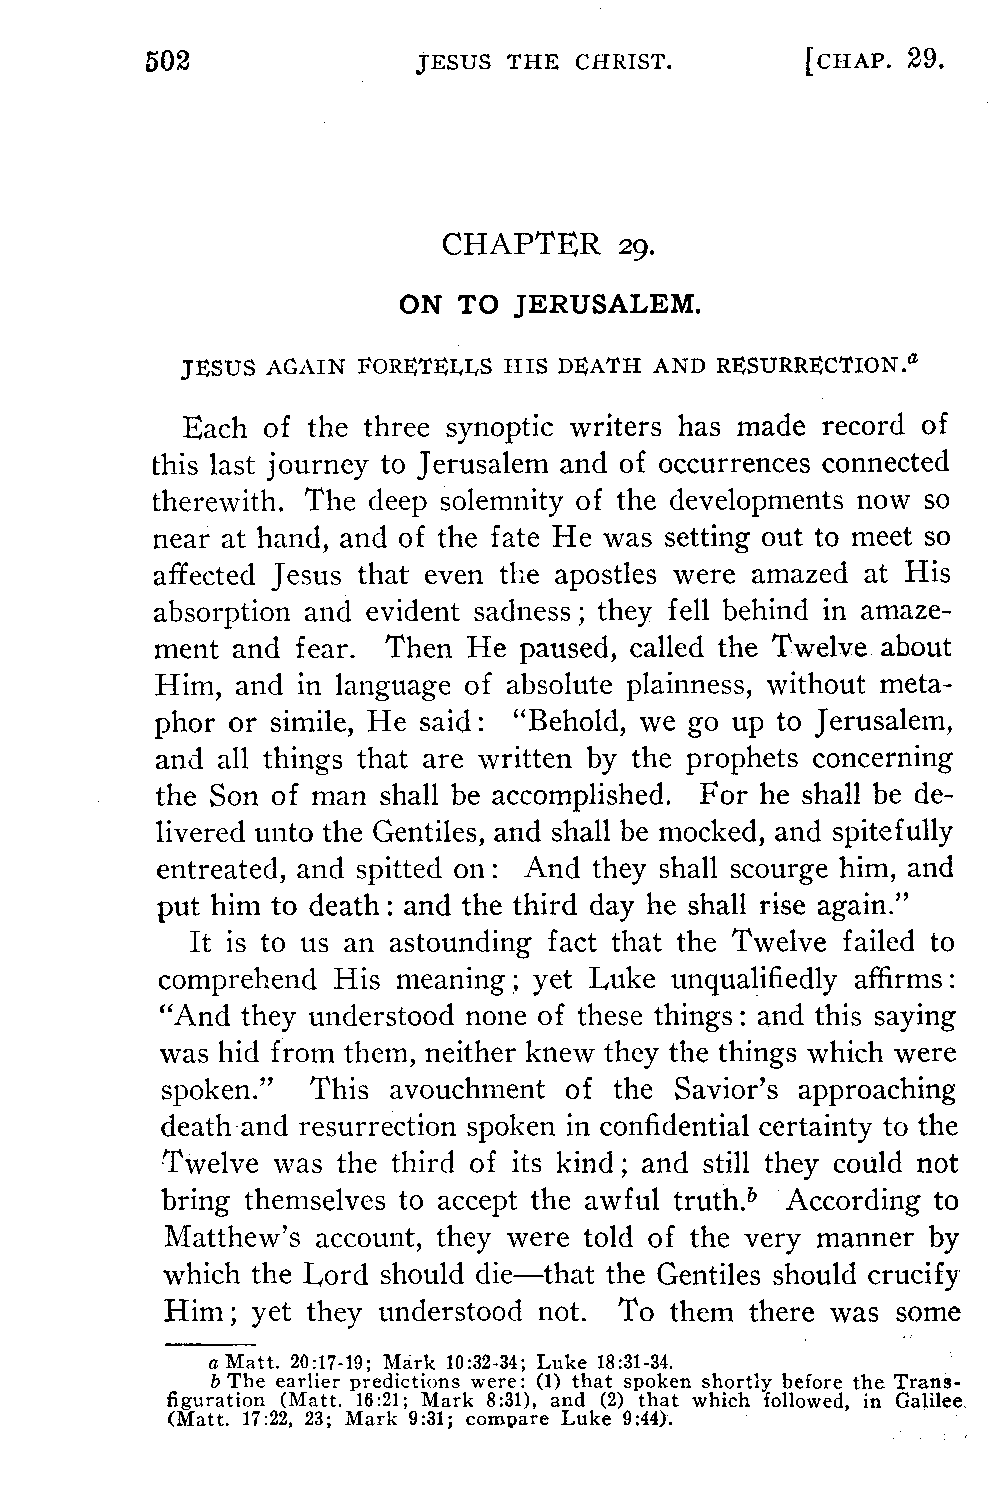 502 JESUS THE CHRIST. [CHAP. 29.
CHAPTER 29.
ON TO JERUSALEM.
JESUS AGAIN FORETELLS HIS DEATH AND RESURRECTION.a
Each of the three synoptic writers has made record of
this last journey to Jerusalem and of occurrences connected
therewith. The deep solemnity of the developments now so
near at hand, and of the fate He was setting out to meet so
affected Jesus that even the apostles were amazed at His
absorption and evident sadness; they fell behind in amaze-
ment and fear. Then He paused, called the Twelve about
Him, and in language of absolute plainness, without meta-
phor or simile, He said: “Behold, we go up to Jerusalem,
and all things that are written by the prophets concerning
the Son of man shall be accomplished. For he shall be de-
livered unto the Gentiles, and shall be mocked, and spitefully
entreated, and spitted on: And they shall scourge him, and
put him to death: and the third day he shall rise again.”
It is to us an astounding fact that the Twelve failed to
comprehend His meaning; yet Luke unqualifiedly affirms:
“And they understood none of these things: and this saying
was hid from them, neither knew they the things which were
spoken.” This avouchment of the Savior’s approaching
death and resurrection spoken in confidential certainty to the
Twelve was the third of its kind; and still they could not
bring themselves to accept the awful truth.b According to
Matthew’s account, they were told of the very manner by
which the Lord should die—that the Gentiles should crucify
Him; yet they understood not. To them there was some
a Matt. 20:17-19; Mark 10:32-34; Luke 18:31-34.
b The earlier predictions were: (1) that spoken shortly before the Trans-
figuration (Matt. 16:21; Mark 8:31), and (2) that which followed, in Galilee
(Matt. 17:22, 23; Mark 9:31; compare Luke 9:44).